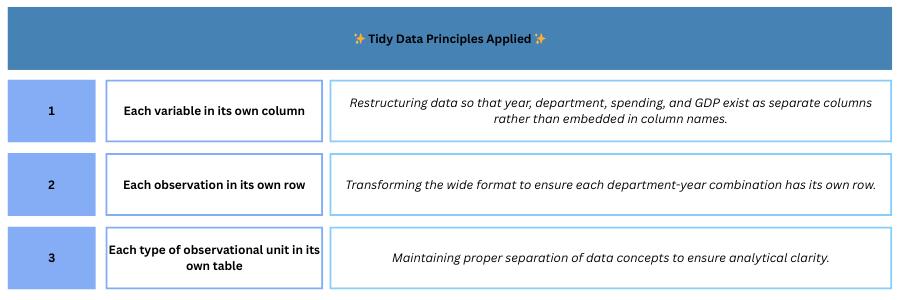 ✨ Tidy Data Principles Applied ✨
1
Each variable in its own column
Restructuring data so that year, department, spending, and GDP exist as separate columns
rather than embedded in column names.
2
Each observation in its own row
Transforming the wide format to ensure each department-year combination has its own row.
3
Each type of observational unit in its
own table
Maintaining proper separation of data concepts to ensure analytical clarity.